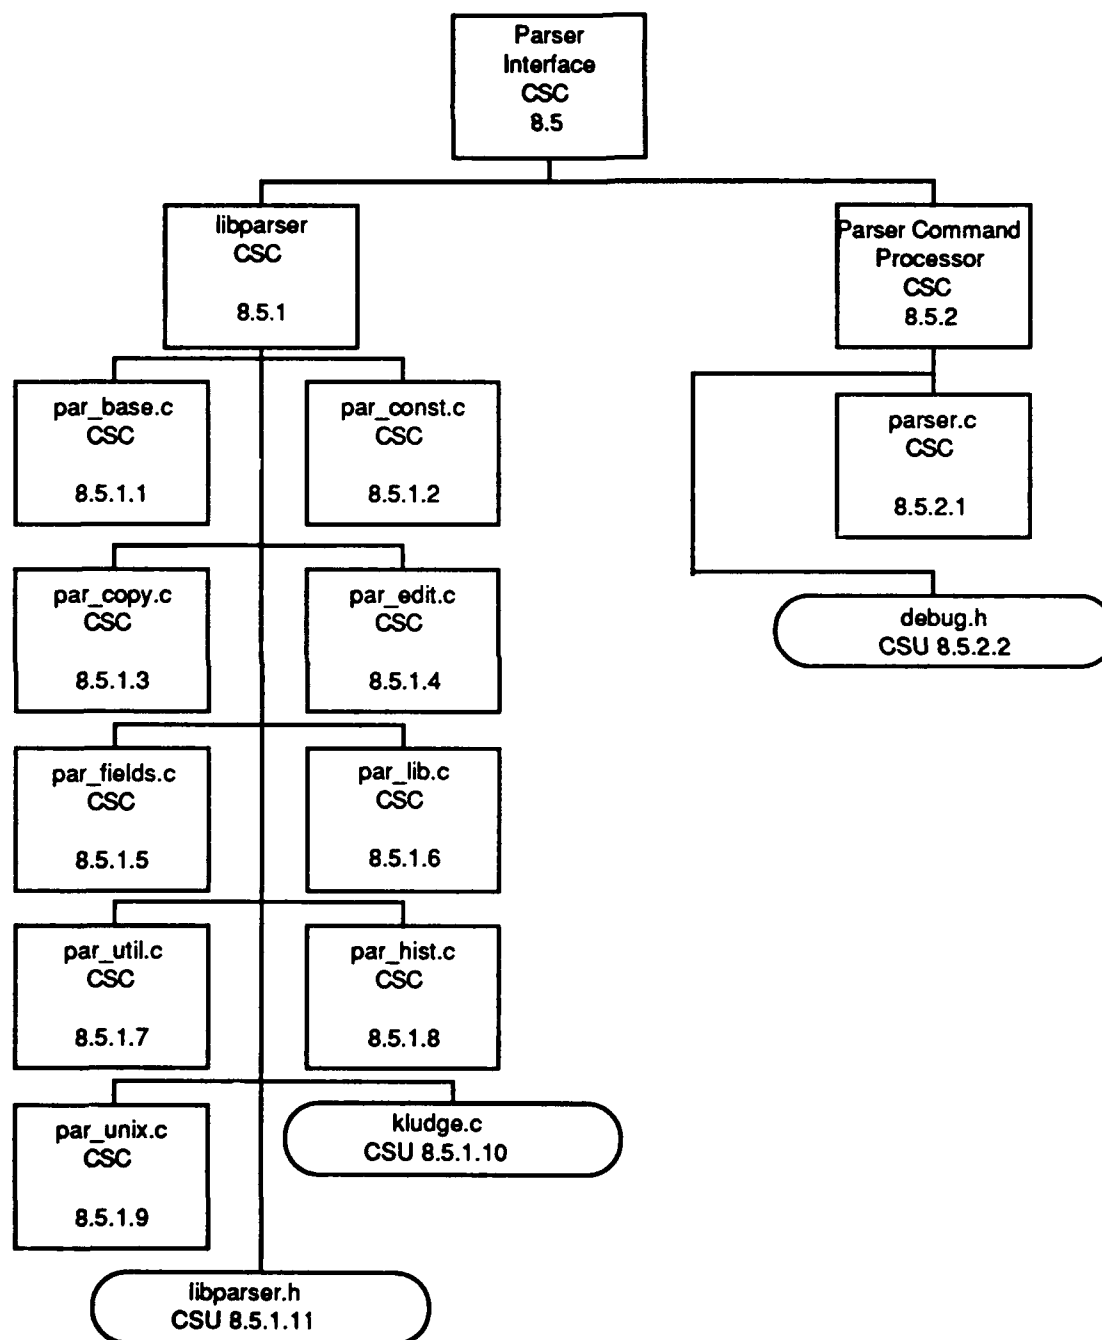 Parser
Interface
CSC
8.5
libparser
CSC
8.5.1
Parser Command
Processor
CSC
8.5.2
par_base.c
CSC
8.5.1.1
par_const.c
CSC
8.5.1.2
parser.c
CSC
8.5.2.1
par_copy.c
CSC
8.5.1.3
par_edit.c
CSC
8.5.1.4
debug.h
CSU 8.5.2.2
par_fields.c
CSC
8.5.1.5
par_lib.c
CSC
8.5.1.6
par_util.c
CSC
8.5.1.7
par_hist.c
CSC
8.5.1.8
par_unix.c
CSC
8.5.1.9
kludge.c
CSU 8.5.1.10
libparser.h
CSU 8.5.1.11